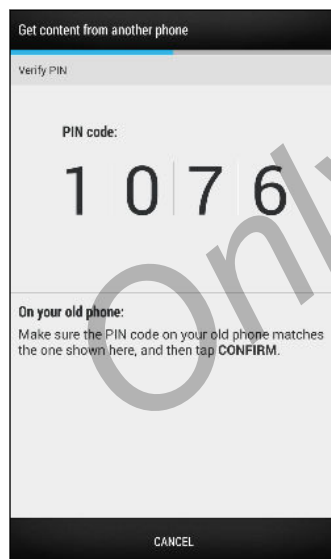 Get content from another phone
Verify PIN
PIN code:
1 0 7 6
Only
On your old phone:
Make sure the PIN code on your old phone matches
the one shown here, and then tap CONFIRM.
CANCEL